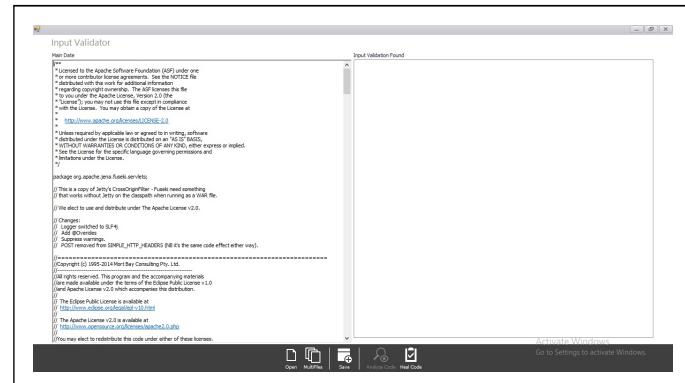 Input Validator
Main Date
Input Validation Found
/**
* Licensed to the Apache Software Foundation (ASF) under one
* or more contributor license agreements. See the NOTICE file
* distributed with this work for additional information
* regarding copyright ownership. The ASF licenses this file
* to you under the Apache License, Version 2.0 (the
* "License"); you may not use this file except in compliance
* with the License. You may obtain a copy of the License at
*
* http://www.apache.org/licenses/LICENSE-2.0
*
* Unless required by applicable law or agreed to in writing, software
* distributed under the License is distributed on an "AS IS" BASIS,
* WITHOUT WARRANTIES OR CONDITIONS OF ANY KIND, either express or implied.
* See the License for the specific language governing permissions and
* limitations under the License.
*/
package org.apache.jena.fuseki.servlets;
// This is a copy of Jetty's CrossOriginFilter - Fuseki need something
// that works without Jetty on the classpath when running as a WAR file.
// We elect to use and distribute under The Apache License v2.0.
// Changes:
// Logger switched to SLF4j
// Add @Overides
// Suppress warnings.
// POST removed from SIMPLE_HTTP_HEADERS (NB it's the same code effect either way).
//========================================================================
//Copyright (c) 1995-2014 Mort Bay Consulting Pty. Ltd.
//------------------------------------------------------------------------
//All rights reserved. This program and the accompanying materials
//are made available under the terms of the Eclipse Public License v1.0
//and Apache License v2.0 which accompanies this distribution.
//
// The Eclipse Public License is available at
// http://www.eclipse.org/legal/epl-v10.html
//
// The Apache License v2.0 is available at
// http://www.opensource.org/licenses/apache2.0.php
//
//You may elect to redistribute this code under either of these licenses.
Activate Windows
Go to Settings to activate Windows.
Open MultiFiles Save Analyze Code Heal Code